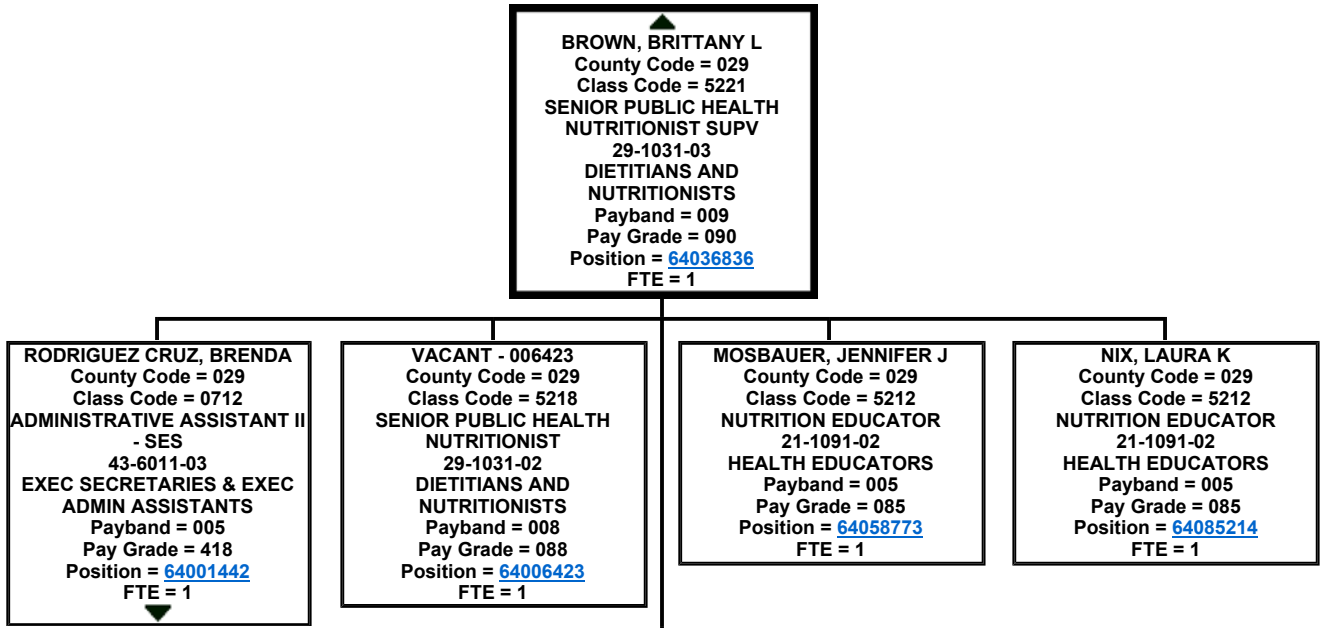 BROWN, BRITTANY L
County Code = 029
Class Code = 5221
SENIOR PUBLIC HEALTH
NUTRITIONIST SUPV
29-1031-03
DIETITIANS AND
NUTRITIONISTS
Payband = 009
Pay Grade = 090
Position = 64036836
FTE = 1
RODRIGUEZ CRUZ, BRENDA
County Code = 029
Class Code = 0712
ADMINISTRATIVE ASSISTANT II
- SES
43-6011-03
EXEC SECRETARIES & EXEC
ADMIN ASSISTANTS
Payband = 005
Pay Grade = 418
Position = 64001442
FTE = 1
VACANT - 006423
County Code = 029
Class Code = 5218
SENIOR PUBLIC HEALTH
NUTRITIONIST
29-1031-02
DIETITIANS AND
NUTRITIONISTS
Payband = 008
Pay Grade = 088
Position = 64006423
FTE = 1
MOSBAUER, JENNIFER J
County Code = 029
Class Code = 5212
NUTRITION EDUCATOR
21-1091-02
HEALTH EDUCATORS
Payband = 005
Pay Grade = 085
Position = 64058773
FTE = 1
NIX, LAURA K
County Code = 029
Class Code = 5212
NUTRITION EDUCATOR
21-1091-02
HEALTH EDUCATORS
Payband = 005
Pay Grade = 085
Position = 64085214
FTE = 1